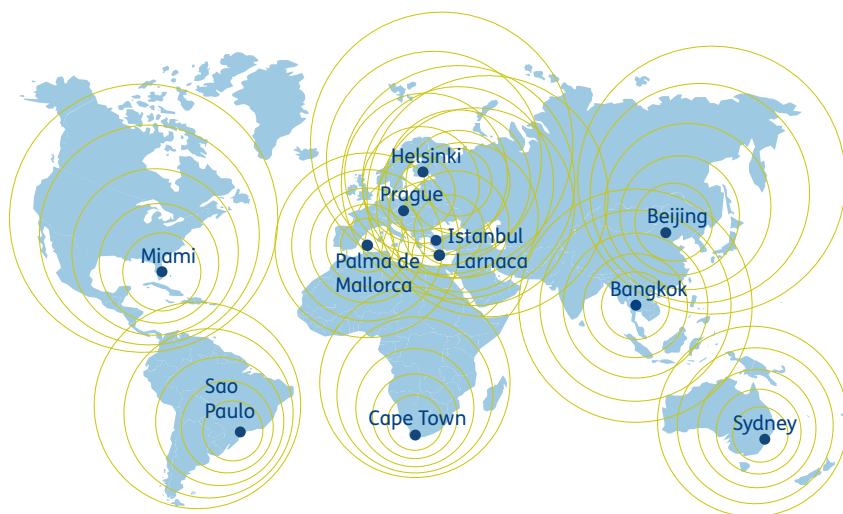 Helsinki
Prague
Istanbul
Larnaca
Palma de
Mallorca
Miami
Beijing
Bangkok
Sao
Paulo
Cape Town
Sydney